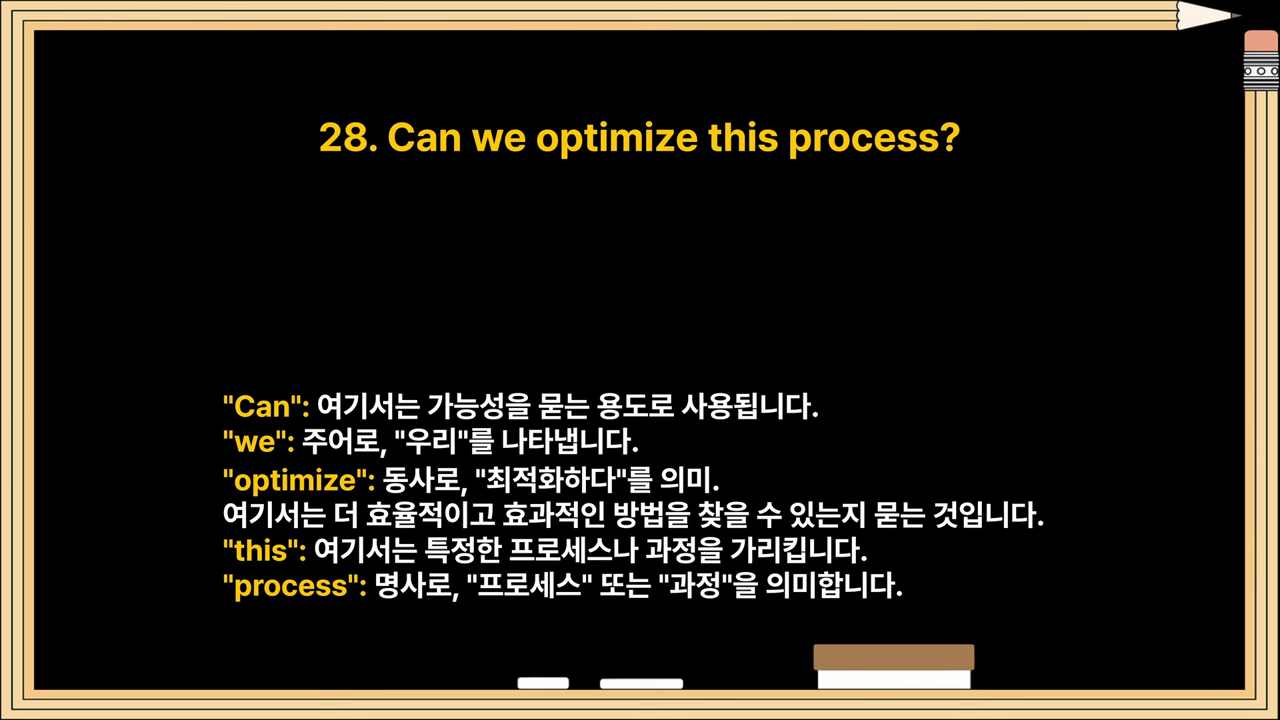 28. Can we optimize this process?
"Can": 여기서는 가능성을 묻는 용도로 사용됩니다.
"we": 주어로, "우리"를 나타냅니다.
"optimize": 동사로, "최적화하다"를 의미.
여기서는 더 효율적이고 효과적인 방법을 찾을 수 있는지 묻는 것입니다.
"this": 여기서는 특정한 프로세스나 과정을 가리킵니다.
"process": 명사로, "프로세스" 또는 "과정"을 의미합니다.